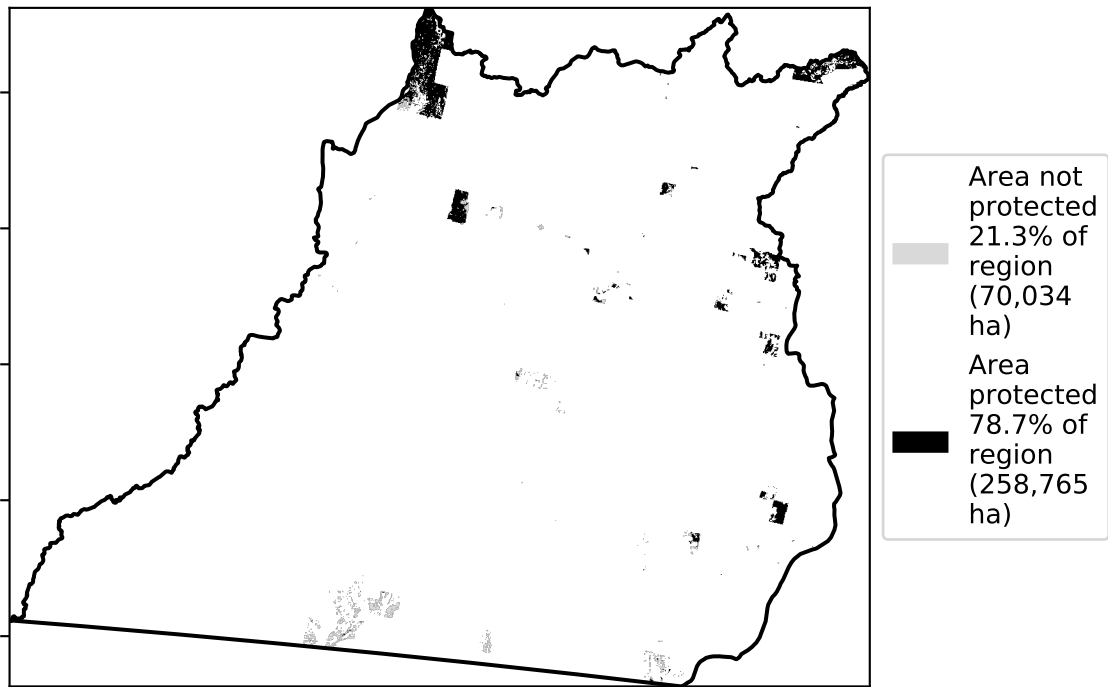 Area not
protected
21.3% of
region
(70,034
ha)
Area
protected
78.7% of
region
(258,765
ha)